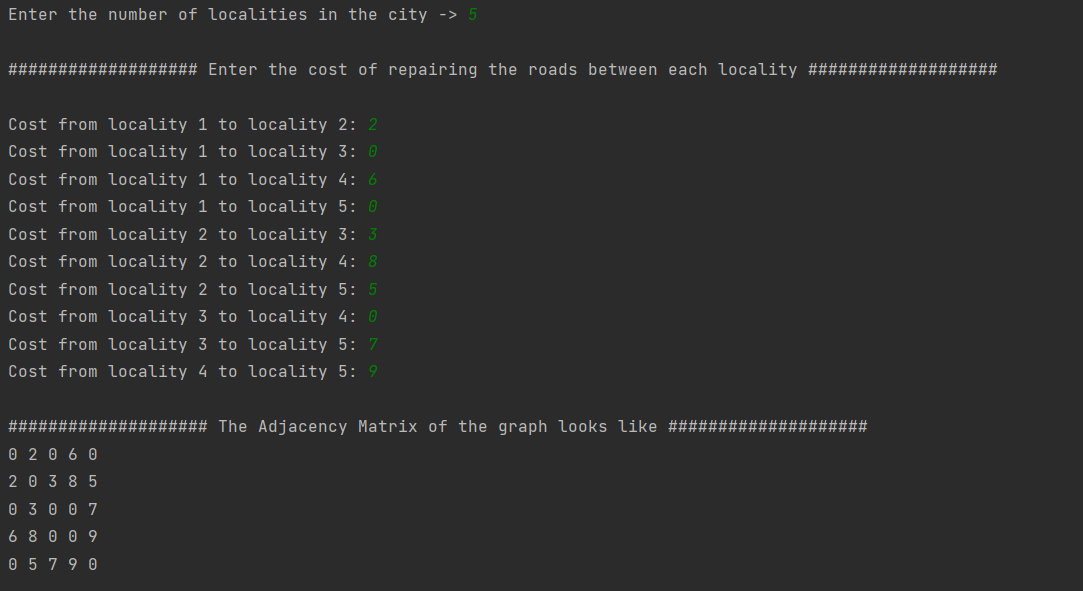 Enter the number of localities in the city -> 5
################### Enter the cost of repairing the roads between each locality ###################
Cost from locality 1 to locality 2: 2
Cost from locality 1 to locality 3: 0
Cost from locality 1 to locality 4: 6
Cost from locality 1 to locality 5: 0
Cost from locality 2 to locality 3: 3
Cost from locality 2 to locality 4: 8
Cost from locality 2 to locality 5: 5
Cost from locality 3 to locality 4: 0
Cost from locality 3 to locality 5: 7
Cost from locality 4 to locality 5: 9
#################### The Adjacency Matrix of the graph looks like ####################
0 2 0 6 0
2 0 3 8 5
0 3 0 0 7
6 8 0 0 9
0 5 7 9 0